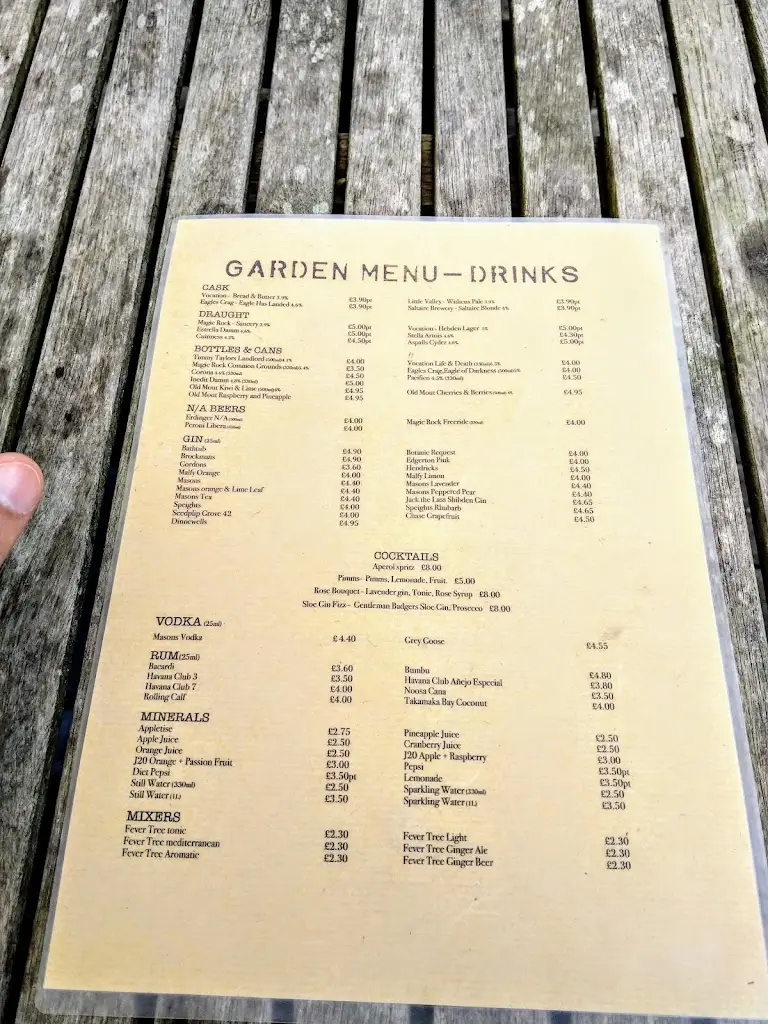 GARDEN MENU - DRINKS
CASK
Vocation - Bread & Butter 3.9% £3.90pt Little Valley - Withens Pale 3.9% £3.90pt
Eagles Crag - Eagle Has Landed 4.6% £3.90pt Saltaire Brewery - Saltaire Blonde 4% £3.90pt
DRAUGHT
Magic Rock - Saucery 3.9% £5.00pt Vocation - Hebden Lager £5.00pt
Estrella Damm 4.6% £5.00pt Stella Artois 4.6% £4.30pt
Guinness 4.2% £4.50pt Aspalls Cyder £5.00pt
BOTTLES & CANS
Timmy Taylors Landlord (500ml) 4.1% £4.00 Vocation Life & Death £4.00
Magic Rock Common Grounds £3.50 Eagles Crag, Eagle of Darkness £4.00
Corona 4.5% (330ml) £4.50 Pacifien 4.5% (330ml) £4.50
Inedit Damm 4.8% £5.00
Old Mout Kiwi & Lime £4.95 Old Mout Cherries & Berries £4.95
Old Mout Raspberry and Pineapple £4.95
N/A BEERS
Erdinger N/A £4.00 Magic Rock Freeride £4.00
Peroni Libera £4.00
GIN (25ml)
Bathtub £4.90 Botanic Request £4.00
Brockmans £4.90 Edgerton Pink £4.00
Gordons £3.60 Hendricks £4.50
Malfy Orange £4.00 Malfy Limon £4.00
Masons £4.40 Masons Lavender £4.40
Masons orange & Lime Leaf £4.40 Masons Peppered Pear £4.40
Masons Tea £4.40 Jack the Lass Shibden Gin £4.65
Speights £4.00 Speights Rhubarb £4.65
Seedplip Grove 42 £4.00 Chase Grapefruit £4.50
Dinnewells £4.95
COCKTAILS
Aperol spritz £8.00
Pimms- Pimms, Lemonade, Fruit. £5.00
Rose Bouquet - Lavender gin, Tonic, Rose Syrup £8.00
Sloe Gin Fizz - Gentleman Badgers Sloe Gin, Prosecco £8.00
VODKA (25ml)
Masons Vodka £4.40 Grey Goose £4.55
RUM (25ml)
Bacardi £3.60 Bumbu £4.80
Havana Club 3 £3.50 Havana Club Añejo Especial £3.80
Havana Club 7 £4.00 Noosa Cana £3.50
Rolling Calf £4.00 Takamaka Bay Coconut £4.00
MINERALS
Appletise £2.75 Pineapple Juice £2.50
Apple Juice £2.50 Cranberry Juice £2.50
Orange Juice £2.50 J20 Apple + Raspberry £3.00
J20 Orange + Passion Fruit £3.00 Pepsi £3.50pt
Diet Pepsi £3.50pt Lemonade £3.50pt
Still Water (330ml) £2.50 Sparkling Water (330ml) £2.50
Still Water (1L) £3.50 Sparkling Water (1L) £3.50
MIXERS
Fever Tree tonic £2.30 Fever Tree Light £2.30
Fever Tree mediterranean £2.30 Fever Tree Ginger Ale £2.30
Fever Tree Aromatic £2.30 Fever Tree Ginger Beer £2.30